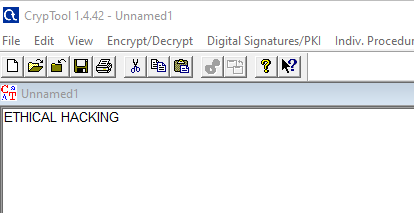 CrypTool 1.4.42 - Unnamed1
File Edit View Encrypt/Decrypt Digital Signatures/PKI Indiv. Procedur
Unnamed1
ETHICAL HACKING